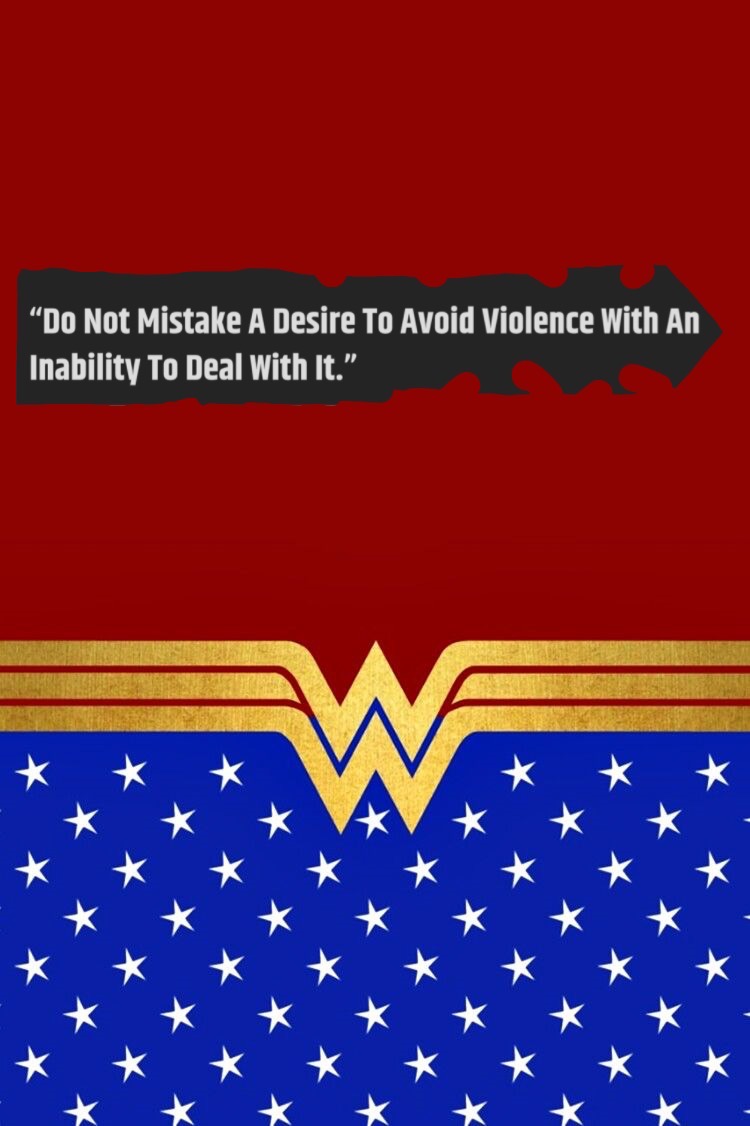 “Do Not Mistake A Desire To Avoid Violence With An
Inability To Deal With It.”